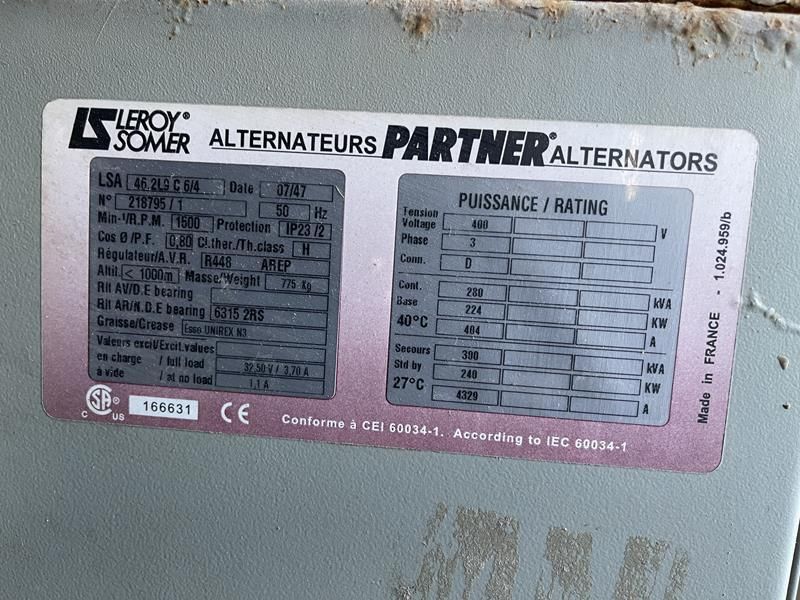 LS LEROY® SOMER ALTERNATEURS PARTNER® ALTERNATORS
LSA 46.2L9 C 6/4 Date 07/47
N° 218795/1 50 Hz
Min-¹/R.P.M. 1500 Protection IP23/2
Cos Ø/P.F. 0,80 Cl.ther./Th.class H
Régulateur/A.V.R. R448 AREP
Altit. < 1000m Masse/Weight 775 Kg
Rlt AV/D.E bearing
Rlt AR/N.D.E bearing 6315 2RS
Graisse/Grease Esso UNIREX N3
Valeurs excit/Excit.values
en charge / full load 32,50 V / 3,70 A
à vide / at no load 1,1 A
PUISSANCE / RATING
Tension
Voltage 400 V
Phase 3
Conn. D
Cont. 280 kVA
Base 224 KW
40°C 404 A
Secours 300 kVA
Std by 240 KW
27°C 4329 A
C SA® US 166631 CE Conforme à CEI 60034-1. According to IEC 60034-1
Made in FRANCE - 1.024.959/b